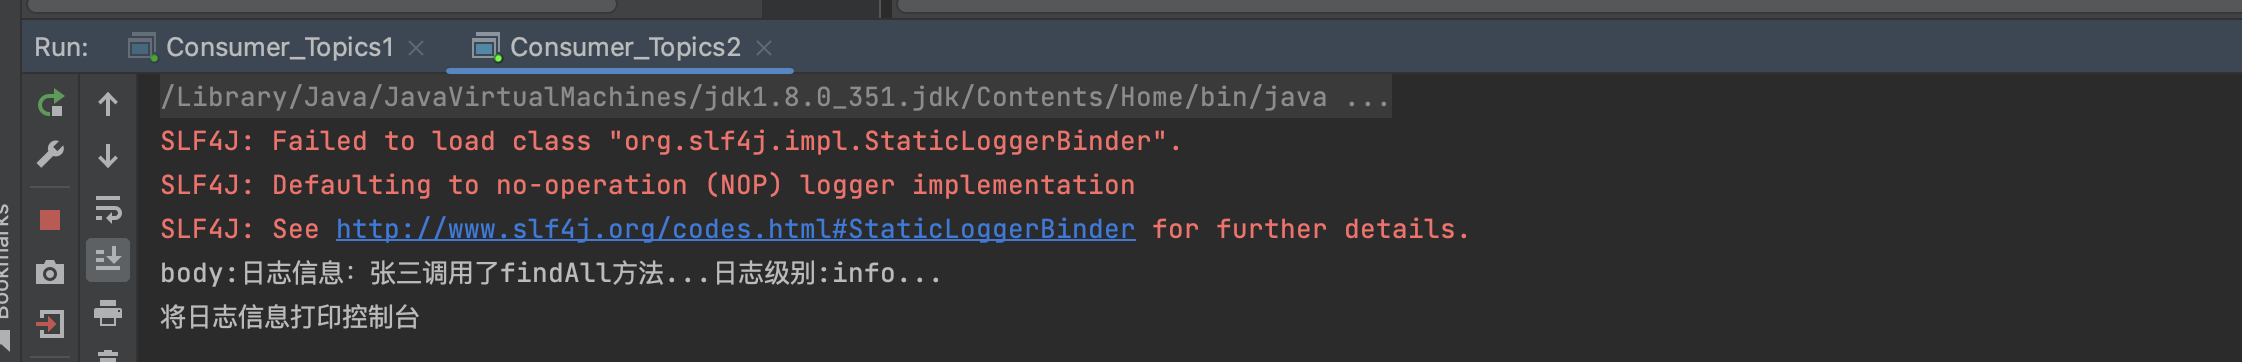 Run: Consumer_Topics1 Consumer_Topics2
/Library/Java/JavaVirtualMachines/jdk1.8.0_351.jdk/Contents/Home/bin/java ...
SLF4J: Failed to load class "org.slf4j.impl.StaticLoggerBinder".
SLF4J: Defaulting to no-operation (NOP) logger implementation
SLF4J: See http://www.slf4j.org/codes.html#StaticLoggerBinder for further details.
body:日志信息：张三调用了findAll方法...日志级别:info...
将日志信息打印控制台
Bookmarks